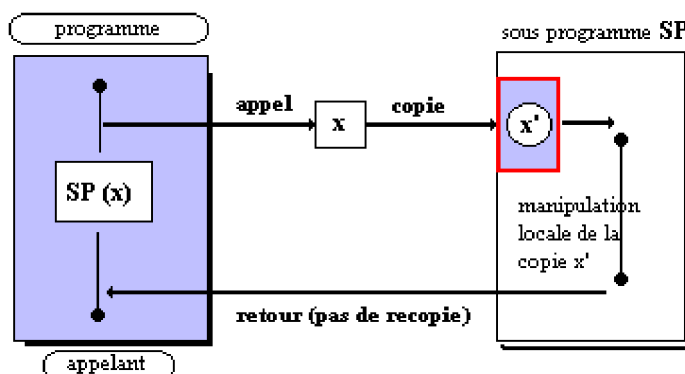 programme
sous programme SP
appel
copie
x
x'
SP (x)
manipulation
locale de la
copie x'
retour (pas de recopie)
appelant